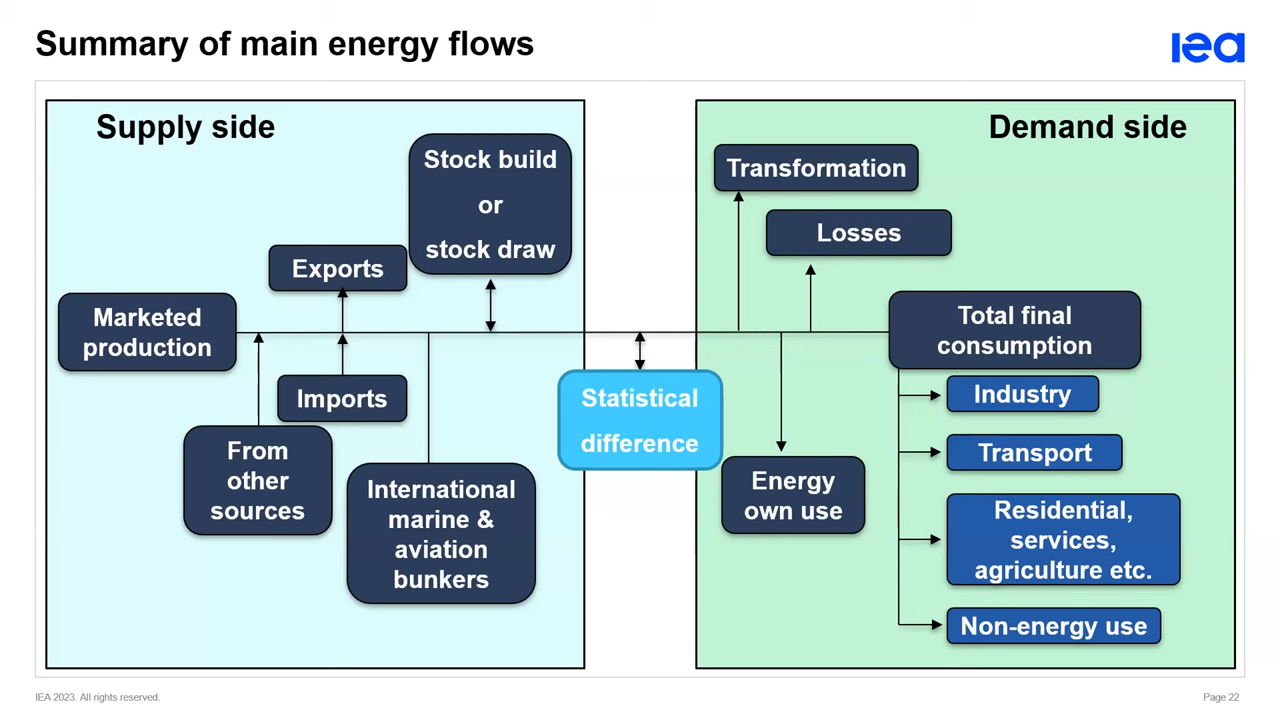 Summary of main energy flows
iea
Supply side
Stock build
or
stock draw
Exports
Marketed
production
Imports
From
other
sources
International
marine &
aviation
bunkers
Statistical
difference
Demand side
Transformation
Losses
Total final
consumption
Energy
own use
Industry
Transport
Residential,
services,
agriculture etc.
Non-energy use
IEA 2023. All rights reserved.
Page 22